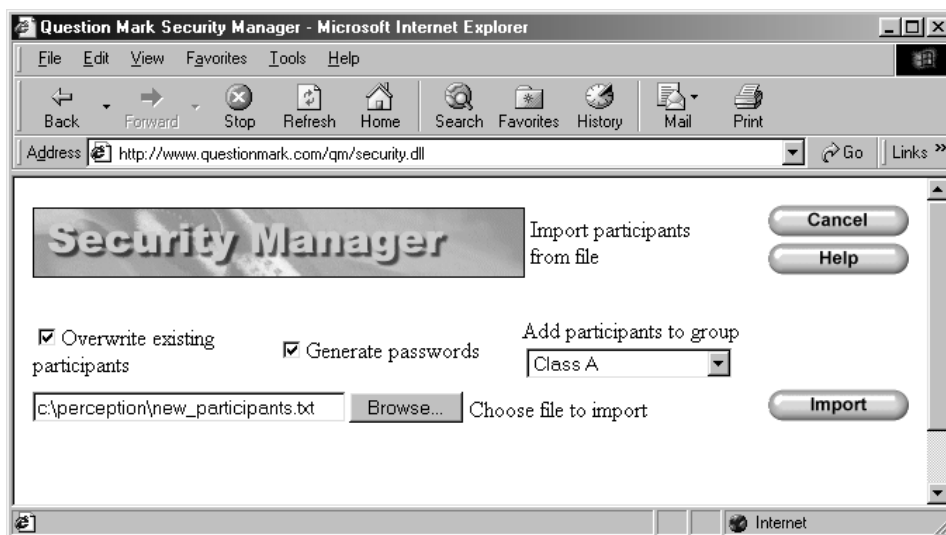 Question Mark Security Manager - Microsoft Internet Explorer
File Edit View Favorites Tools Help
Back Forward Stop Refresh Home Search Favorites History Mail Print
Address http://www.questionmark.com/qm/security.dll Go Links »
Security Manager
Import participants
from file
Cancel
Help
Overwrite existing
participants
Generate passwords
Add participants to group
Class A
c:\perception\new_participants.txt Browse... Choose file to import Import
Internet